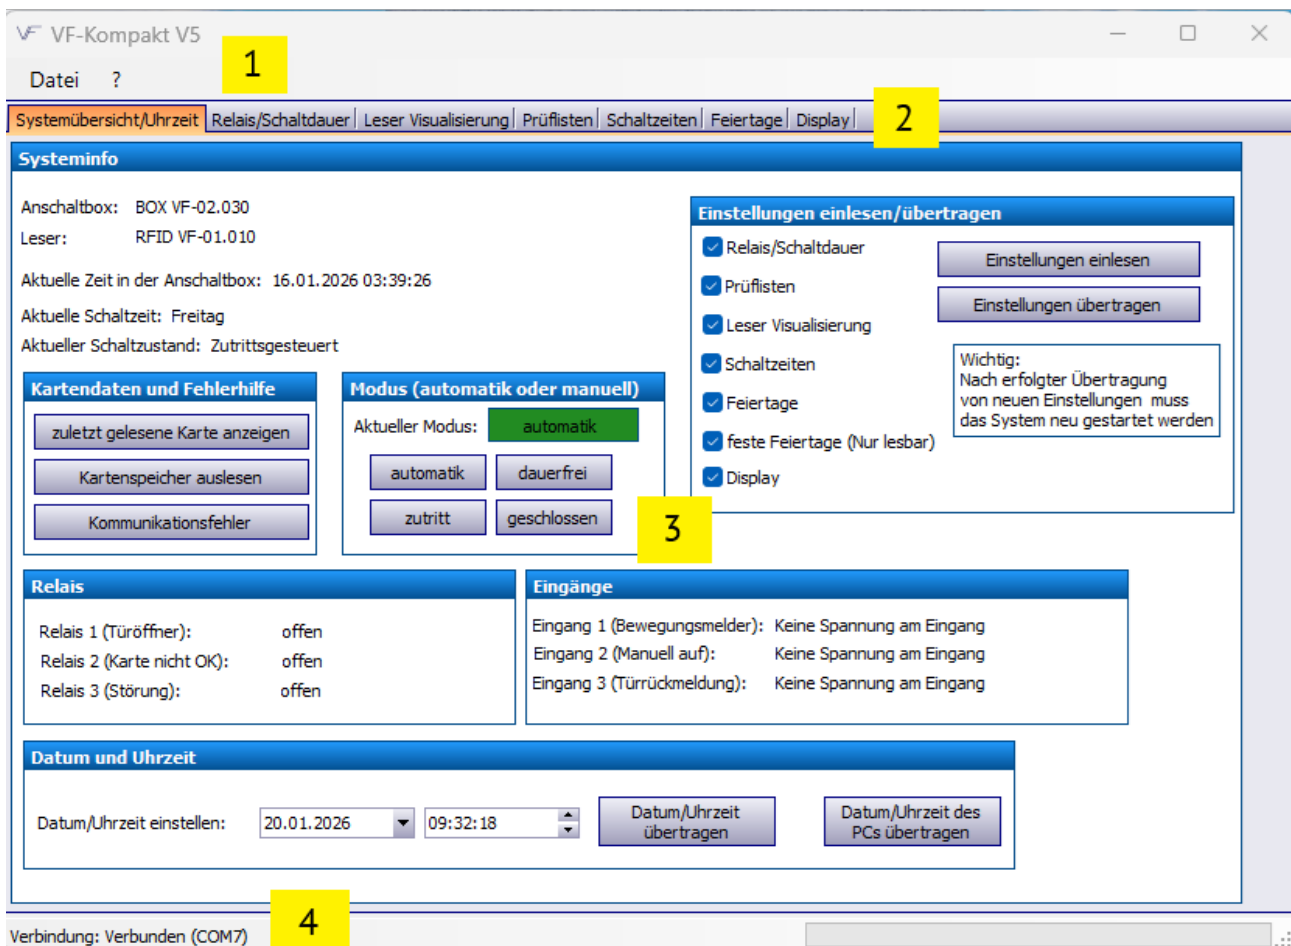 VF VF-Kompakt V5
Datei ?
1
Systemübersicht/Uhrzeit Relais/Schaltdauer Leser Visualisierung Prüflisten Schaltzeiten Feiertage Display
2
Systeminfo
Anschaltbox: BOX VF-02.030
Leser: RFID VF-01.010
Aktuelle Zeit in der Anschaltbox: 16.01.2026 03:39:26
Aktuelle Schaltzeit: Freitag
Aktueller Schaltzustand: Zutrittsgesteuert
Einstellungen einlesen/übertragen
Relais/Schaltdauer
Prüflisten
Leser Visualisierung
Schaltzeiten
Feiertage
feste Feiertage (Nur lesbar)
Display
Einstellungen einlesen
Einstellungen übertragen
Wichtig:
Nach erfolgter Übertragung
von neuen Einstellungen muss
das System neu gestartet werden
Kartendaten und Fehlerhilfe
zuletzt gelesene Karte anzeigen
Kartenspeicher auslesen
Kommunikationsfehler
Modus (automatik oder manuell)
Aktueller Modus: automatik
automatik dauerfrei
zutritt geschlossen
3
Relais
Relais 1 (Türöffner): offen
Relais 2 (Karte nicht OK): offen
Relais 3 (Störung): offen
Eingänge
Eingang 1 (Bewegungsmelder): Keine Spannung am Eingang
Eingang 2 (Manuell auf): Keine Spannung am Eingang
Eingang 3 (Türrückmeldung): Keine Spannung am Eingang
Datum und Uhrzeit
Datum/Uhrzeit einstellen: 20.01.2026 09:32:18
Datum/Uhrzeit
übertragen
Datum/Uhrzeit des
PCs übertragen
4
Verbindung: Verbunden (COM7)